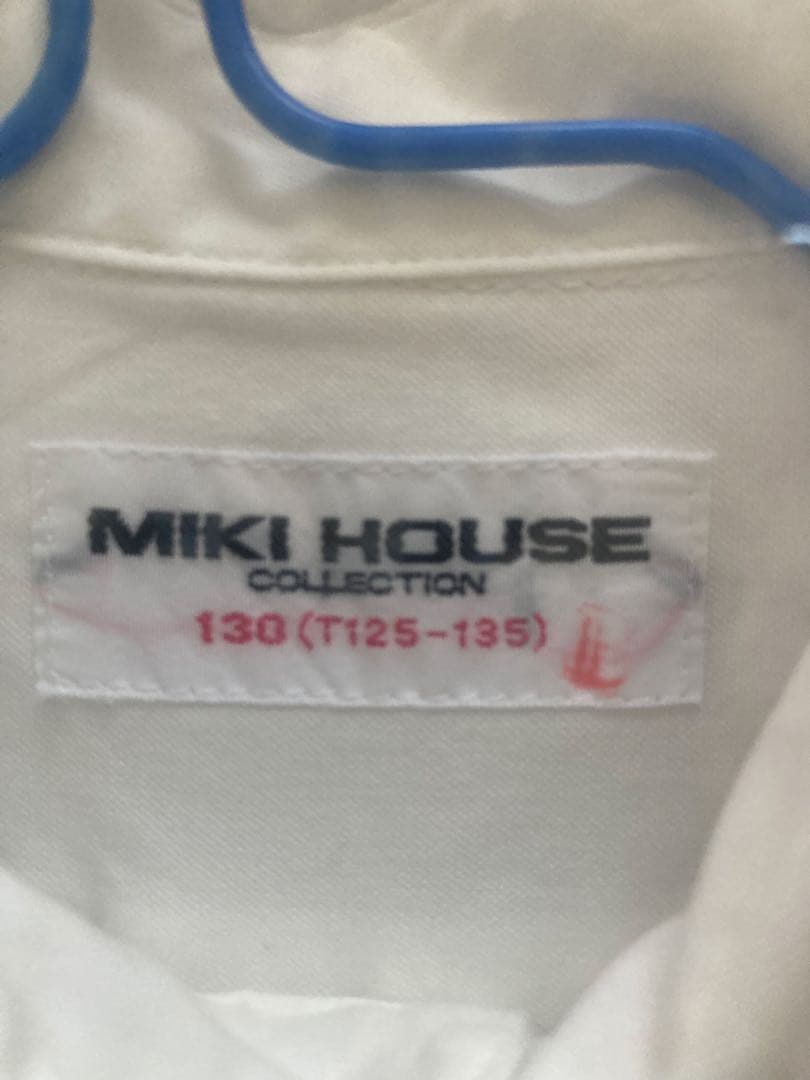 MIKI HOUSE
COLLECTION
130 (T125-135)